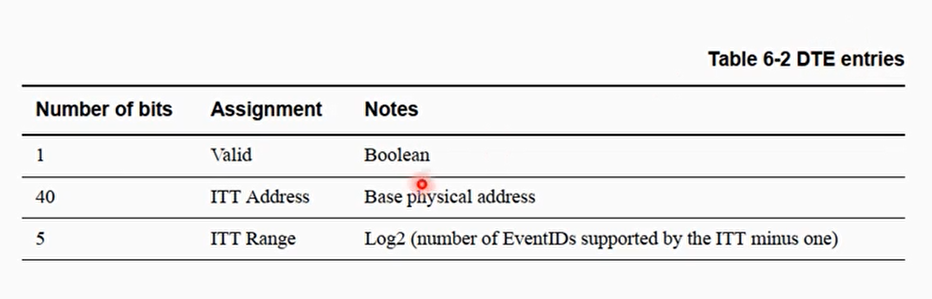 Table 6-2 DTE entries
Number of bits Assignment Notes
1 Valid Boolean
40 ITT Address Base physical address
5 ITT Range Log2 (number of EventIDs supported by the ITT minus one)